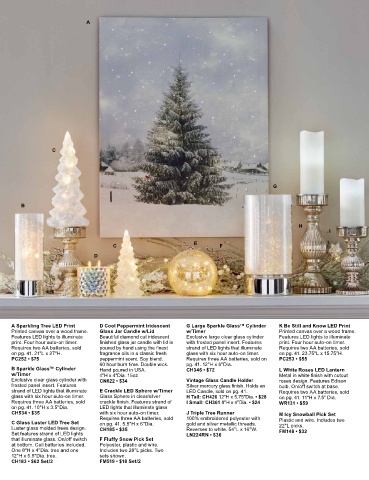 A
C
B
D
C
E
F
G
H
I
J
A Sparkling Tree LED Print
Printed canvas over a wood frame.
Features LED lights to illuminate
print. Four hour auto-on timer.
Requires two AA batteries, sold
on pg. 41. 21"L x 27"H.
PC252 • $75
B Sparkle Glass™ Cylinder
w/Timer
Exclusive clear glass cylinder with
frosted panel insert. Features
strand of LED lights that illuminate
glass with six hour auto-on timer.
Requires three AA batteries, sold
on pg. 41. 10"H x 3.5"Dia.
CH134 • $35
C Glass Luster LED Tree Set
Luster glass molded trees design.
Set features strand of LED lights
that illuminate glass. On/off switch
at bottom. Cell batteries included.
One 8"H x 4"Dia. tree and one
12"H x 5.5"Dia. tree.
CH183 • $62 Set/2
D Cool Peppermint Iridescent
Glass Jar Candle w/Lid
Beautiful diamond cut iridescent
finished glass jar candle with lid is
poured by hand using the finest
fragrance oils in a classic fresh
peppermint scent. Soy blend.
60 hour burn time. Double wick.
Hand poured in USA.
4"H x 4"Dia. 15oz
CN622 • $34
E Crackle LED Sphere w/Timer
Glass Sphere in clear/silver
crackle finish. Features strand of
LED lights that illuminate glass
with six hour auto-on timer.
Requires three AA batteries, sold
on pg. 41. 5.5"H x 6"Dia.
CH185 • $35
F Fluffy Snow Pick Set
Polyester, plastic and wire.
Includes two 26"L picks. Two
sets shown.
FM519 • $18 Set/2
G Large Sparkle Glass™ Cylinder
w/Timer
Exclusive large clear glass cylinder
with frosted panel insert. Features
strand of LED lights that illuminate
glass with six hour auto-on timer.
Requires three AA batteries, sold on
pg. 41. 12"H x 6"Dia.
CH346 • $72
Vintage Glass Candle Holder
Silver mercury glass finish. Holds an
LED Candle, sold on pg. 41.
H Tall: CH426 12"H x 5.75"Dia. • $28
I Small: CH361 8"H x 4"Dia. • $24
J Triple Tree Runner
100% embroidered polyester with
gold and silver metallic threads.
Reverses to white. 54"L x 16"W.
LN224RN • $36
K Be Still and Know LED Print
Printed canvas over a wood frame.
Features LED lights to illuminate
print. Four hour auto-on timer.
Requires two AA batteries, sold
on pg. 41. 23.75"L x 15.75"H.
PC253 • $55
L White Roses LED Lantern
Metal in white finish with cutout
roses design. Features Edison
bulb. On/off switch at base.
Requires two AA batteries, sold
on pg. 41. 11"H x 7.5" Dia.
WR131 • $59
M Icy Snowball Pick Set
Plastic and wire. Includes two
22"L picks.
FM148 • $32